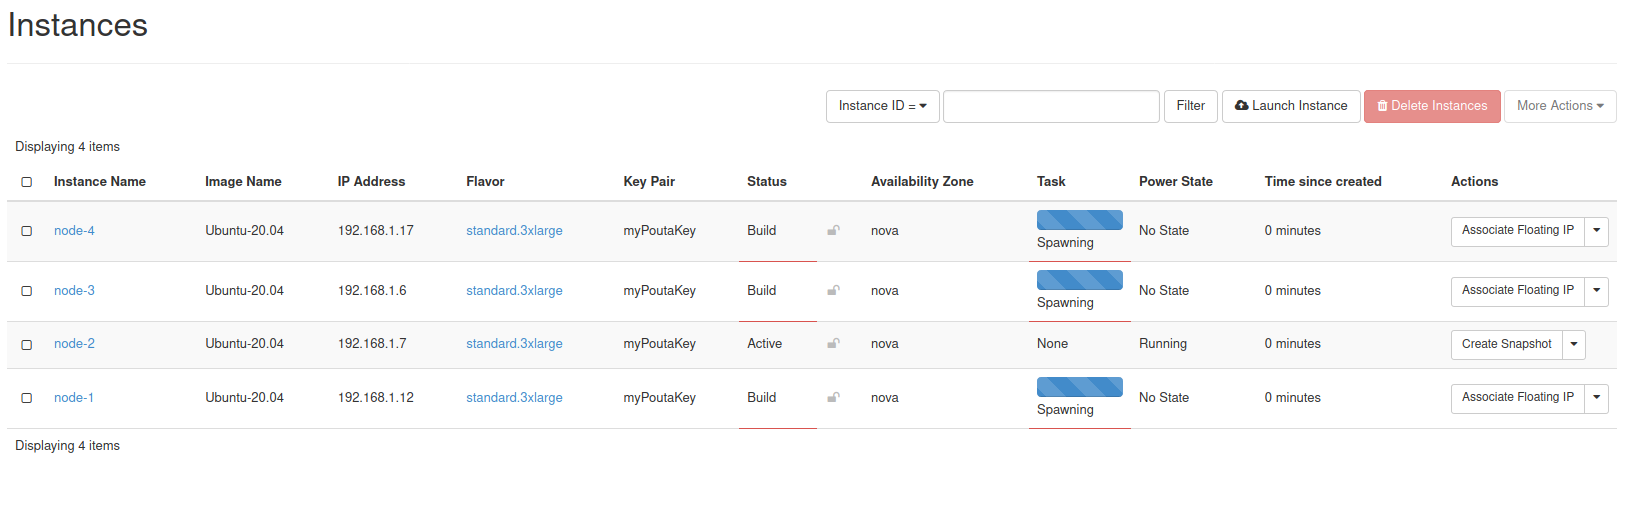 Instances
Instance ID = Filter Launch Instance Delete Instances More Actions
Displaying 4 items
Instance Name Image Name IP Address Flavor Key Pair Status Availability Zone Task Power State Time since created Actions
node-4 Ubuntu-20.04 192.168.1.17 standard.3xlarge myPoutaKey Build nova Spawning No State 0 minutes Associate Floating IP
node-3 Ubuntu-20.04 192.168.1.6 standard.3xlarge myPoutaKey Build nova Spawning No State 0 minutes Associate Floating IP
node-2 Ubuntu-20.04 192.168.1.7 standard.3xlarge myPoutaKey Active nova None Running 0 minutes Create Snapshot
node-1 Ubuntu-20.04 192.168.1.12 standard.3xlarge myPoutaKey Build nova Spawning No State 0 minutes Associate Floating IP
Displaying 4 items